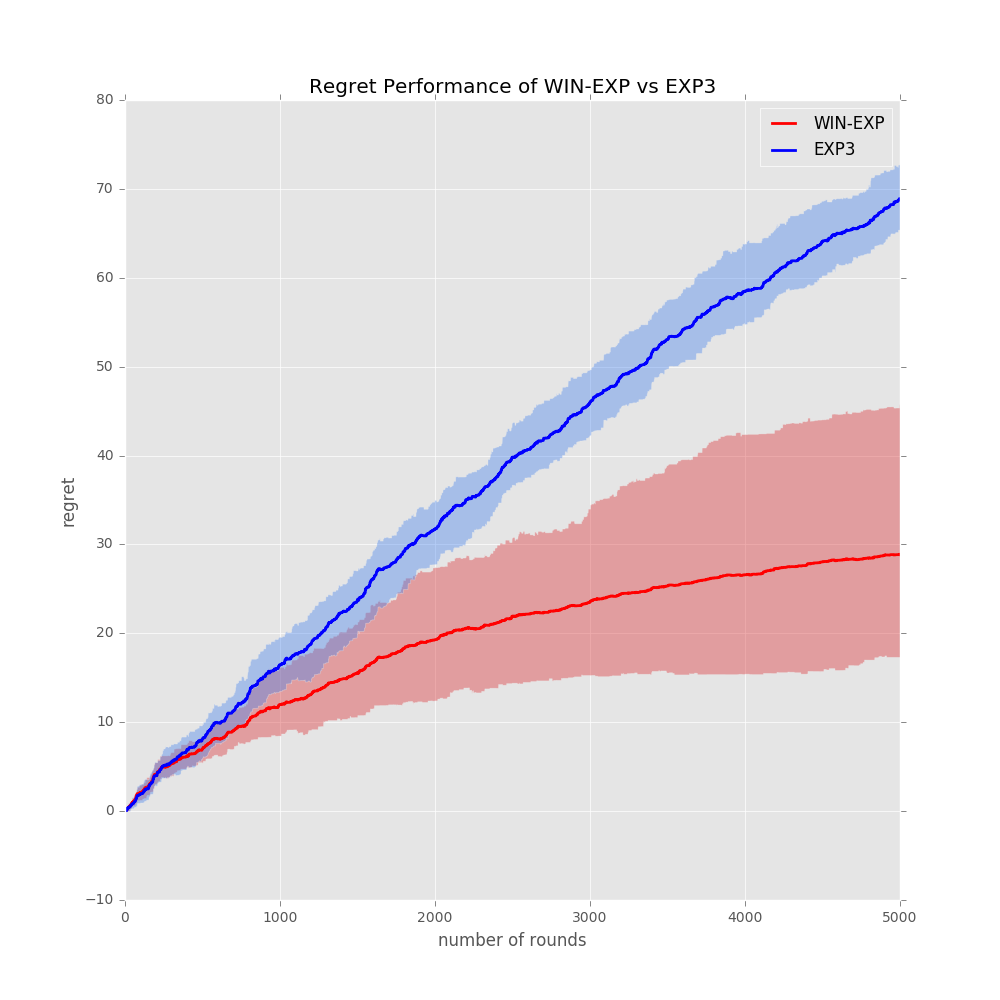 Regret Performance of WIN-EXP vs EXP3
WIN-EXP
EXP3
80
70
60
50
40
30
20
10
0
−10
regret
0 1000 2000 3000 4000 5000
number of rounds